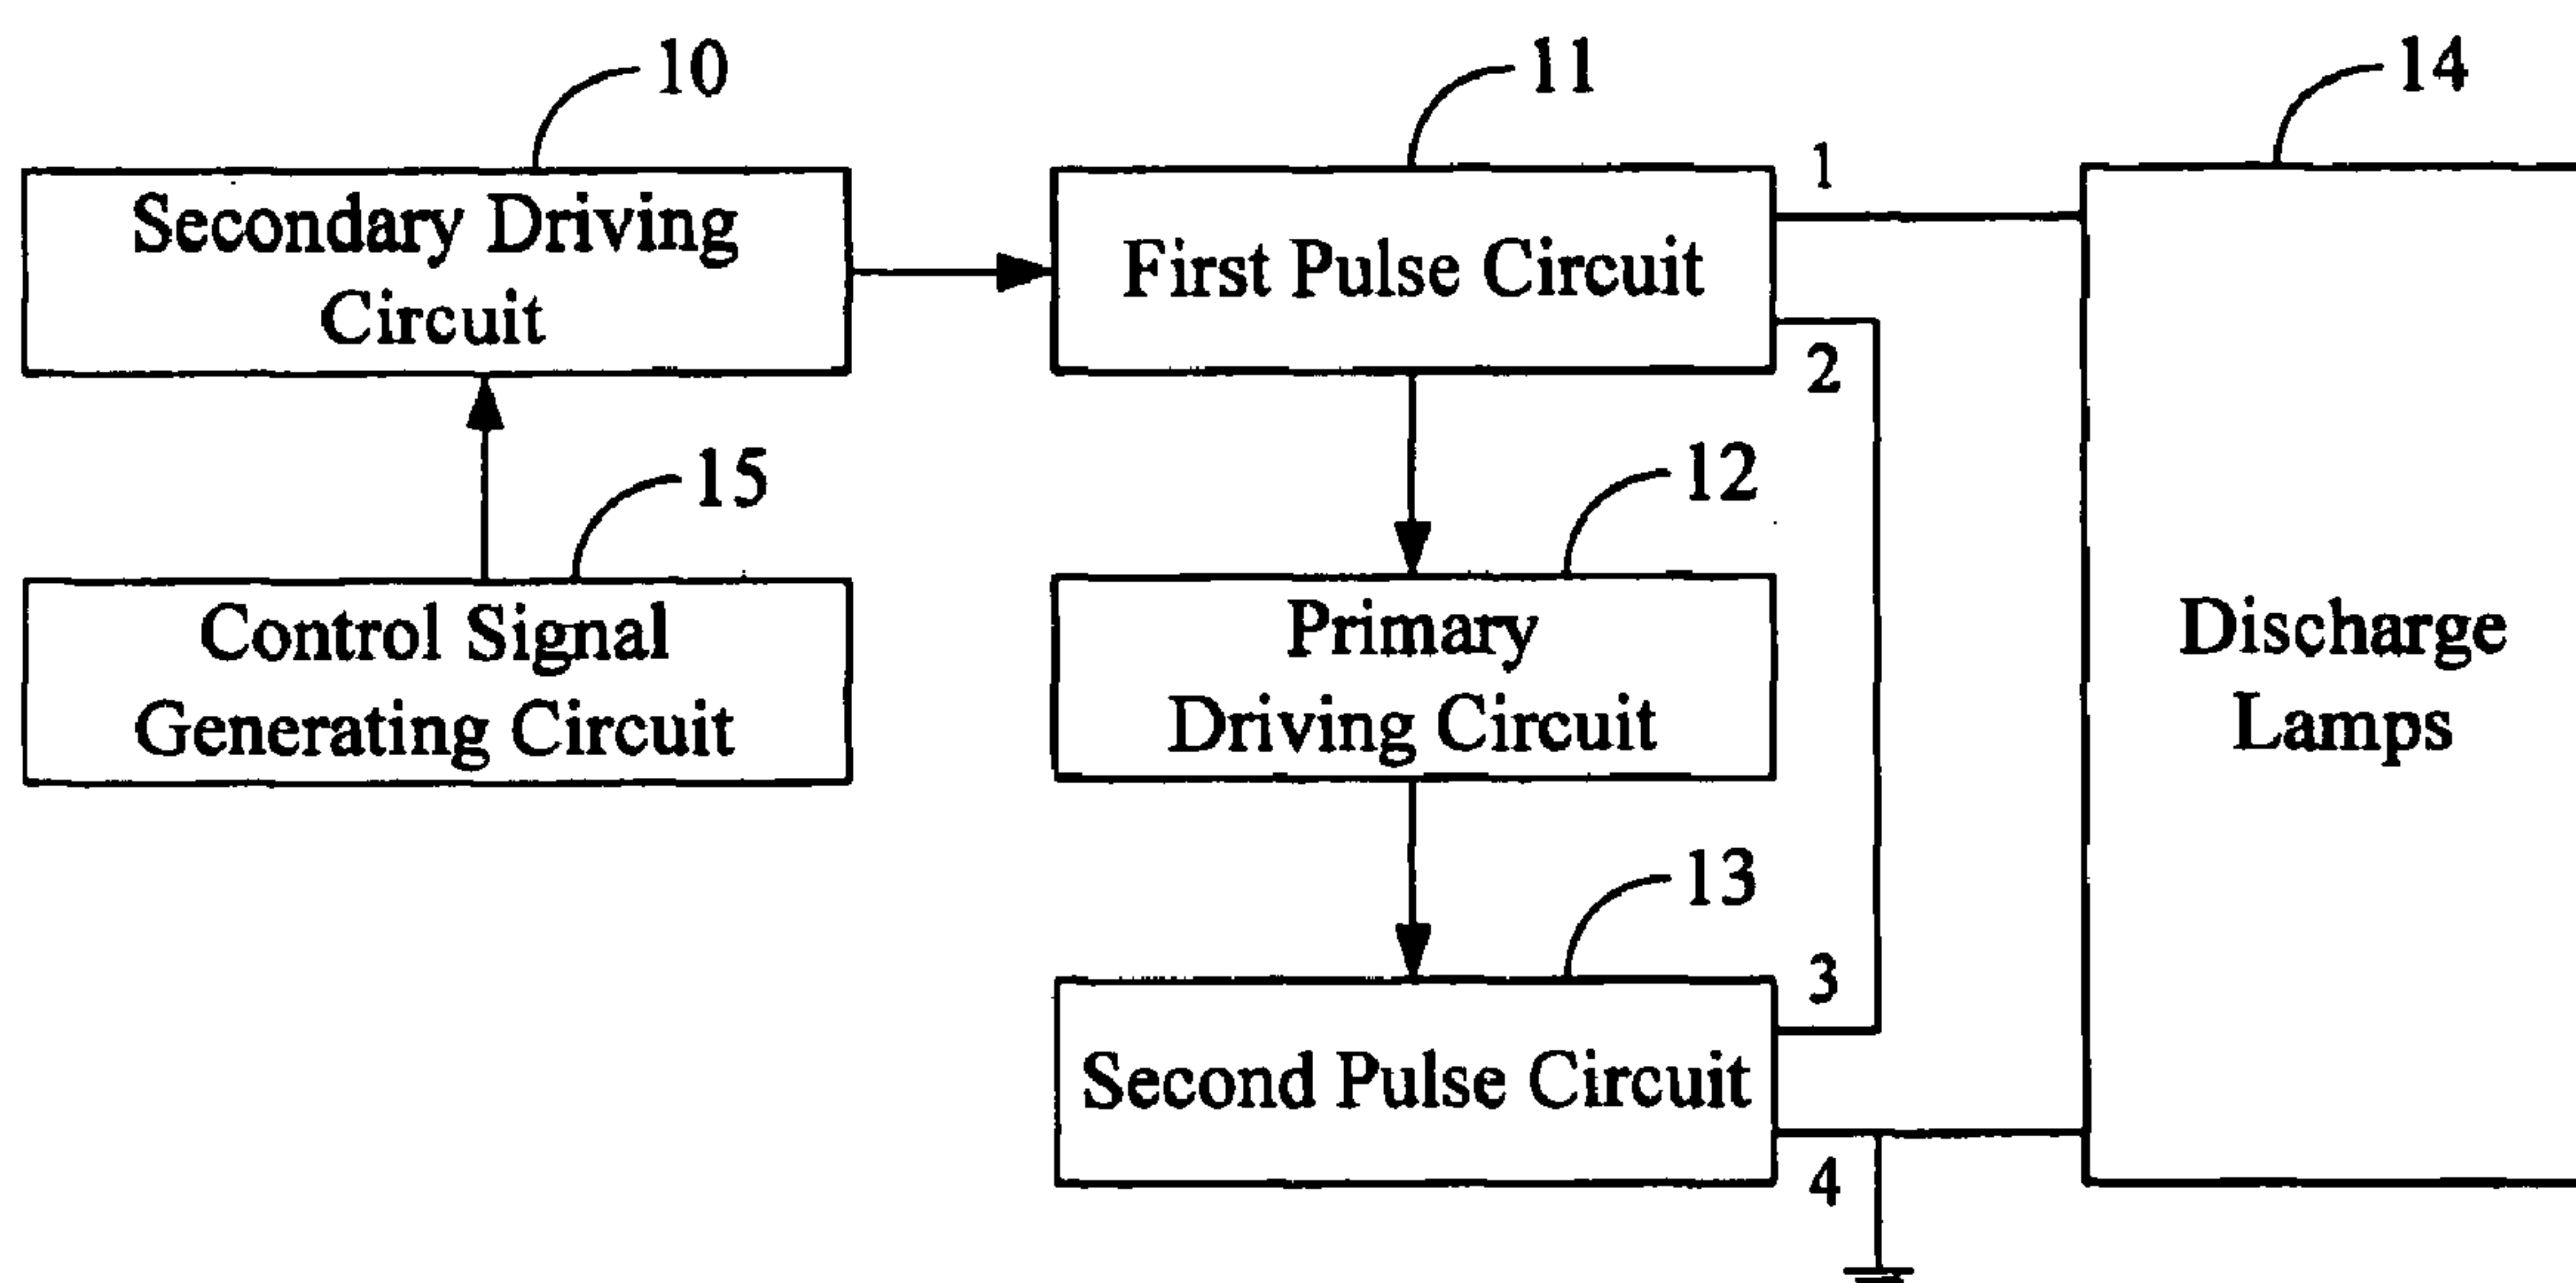 10
11
14
Secondary Driving
Circuit
First Pulse Circuit
1
2
15
12
Control Signal
Generating Circuit
Primary
Driving Circuit
Discharge
Lamps
13
3
Second Pulse Circuit
4